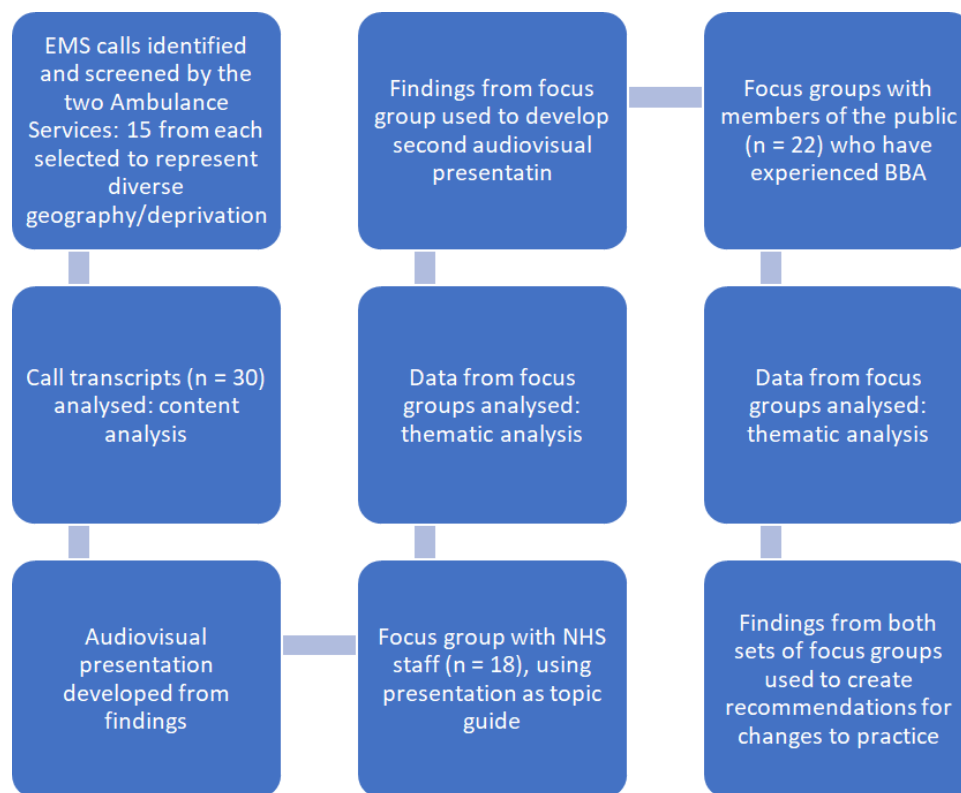 EMS calls identified
and screened by the
two Ambulance
Services: 15 from each
selected to represent
diverse
geography/deprivation
Call transcripts (n = 30)
analysed: content
analysis
Audiovisual
presentation
developed from
findings
Focus group with NHS
staff (n = 18), using
presentation as topic
guide
Data from focus
groups analysed:
thematic analysis
Findings from focus
group used to develop
second audiovisual
presentatin
Focus groups with
members of the public
(n = 22) who have
experienced BBA
Data from focus
groups analysed:
thematic analysis
Findings from both
sets of focus groups
used to create
recommendations for
changes to practice